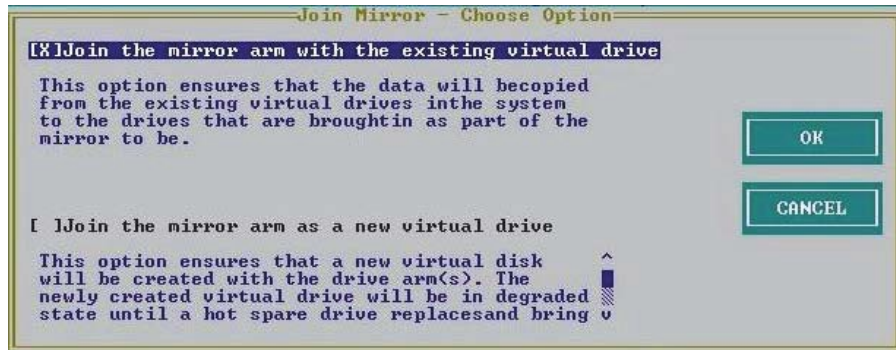 Join Mirror - Choose Option
[X]Join the mirror arm with the existing virtual drive
This option ensures that the data will becopied
from the existing virtual drives inthe system
to the drives that are broughtin as part of the
mirror to be.
OK
CANCEL
[ ]Join the mirror arm as a new virtual drive
This option ensures that a new virtual disk
will be created with the drive arm(s). The
newly created virtual drive will be in degraded
state until a hot spare drive replacesand bring